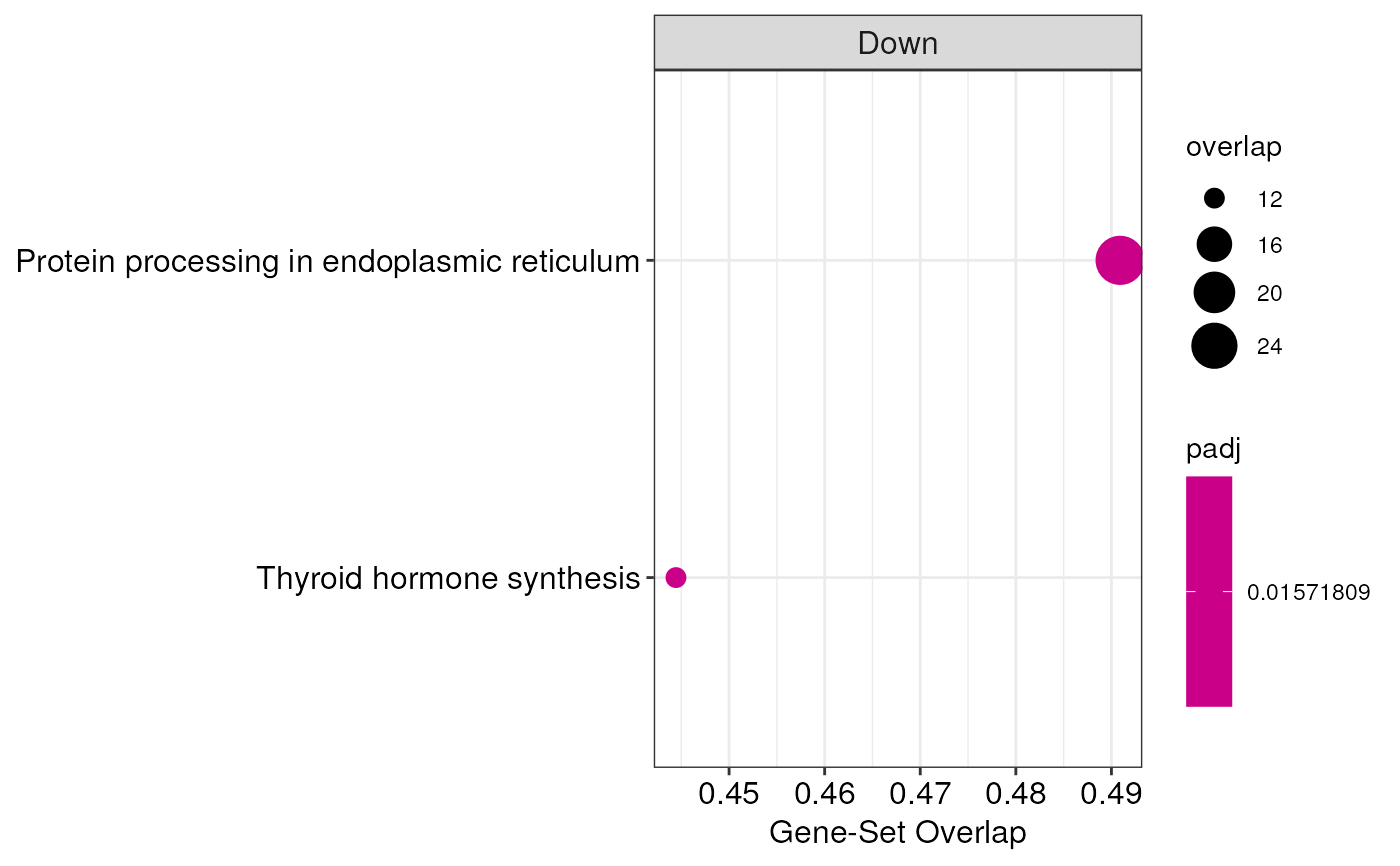 Down
Protein processing in endoplasmic reticulum
Thyroid hormone synthesis
0.45 0.46 0.47 0.48 0.49
Gene-Set Overlap
overlap
12
16
20
24
padj
0.01571809